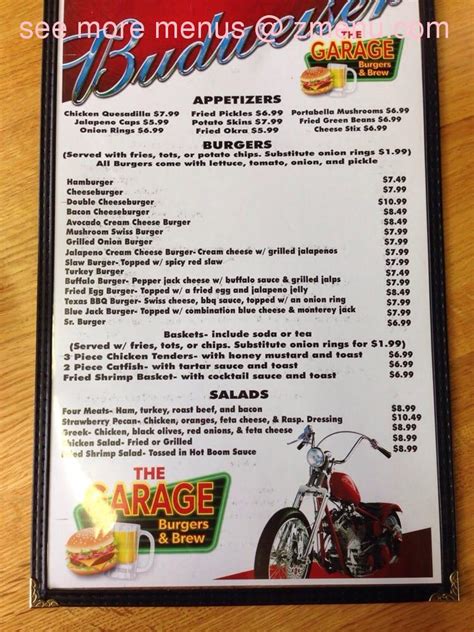 see more menus @ zmenu.com
Budweiser
THE
GARAGE
Burgers
& Brew
APPETIZERS
Chicken Quesadilla $7.99 Fried Pickles $6.99 Portabella Mushrooms $6.99
Jalapeno Caps $5.99 Potato Skins $7.99 Fried Green Beans $6.99
Onion Rings $6.99 Fried Okra $5.99 Cheese Stix $6.99
BURGERS
(Served with fries, tots, or potato chips. Substitute onion rings $1.99)
All Burgers come with lettuce, tomato, onion, and pickle
Hamburger $7.49
Cheeseburger $7.99
Double Cheeseburger $10.99
Bacon Cheeseburger $8.49
Avocado Cream Cheese Burger $8.49
Mushroom Swiss Burger $7.99
Grilled Onion Burger $7.99
Jalapeno Cream Cheese Burger- Cream cheese w/ grilled jalapenos $7.99
Slaw Burger- Topped w/ spicy red slaw $7.99
Turkey Burger $7.99
Buffalo Burger- Pepper jack cheese w/ buffalo sauce & grilled jalps $7.99
Fried Egg Burger- Topped w/ a fried egg and jalapeno jelly $8.49
Texas BBQ Burger- Swiss cheese, bbq sauce, topped w/ an onion ring $7.99
Blue Jack Burger- Topped w/ combination blue cheese & monterey jack $7.99
Sr. Burger $6.99
Baskets- include soda or tea
(Served w/ fries, tots, or chips. Substitute onion rings for $1.99)
3 Piece Chicken Tenders- with honey mustard and toast $6.99
2 Piece Catfish- with tartar sauce and toast $6.99
Fried Shrimp Basket- with cocktail sauce and toast $6.99
SALADS
Four Meats- Ham, turkey, roast beef, and bacon $8.99
Strawberry Pecan- Chicken, oranges, feta cheese, & Rasp. Dressing $10.49
Greek- Chicken, black olives, red onions, & feta cheese $8.99
Chicken Salad- Fried or Grilled $8.99
Fried Shrimp Salad- Tossed in Hot Boom Sauce $8.99
THE
GARAGE
Burgers
& Brew